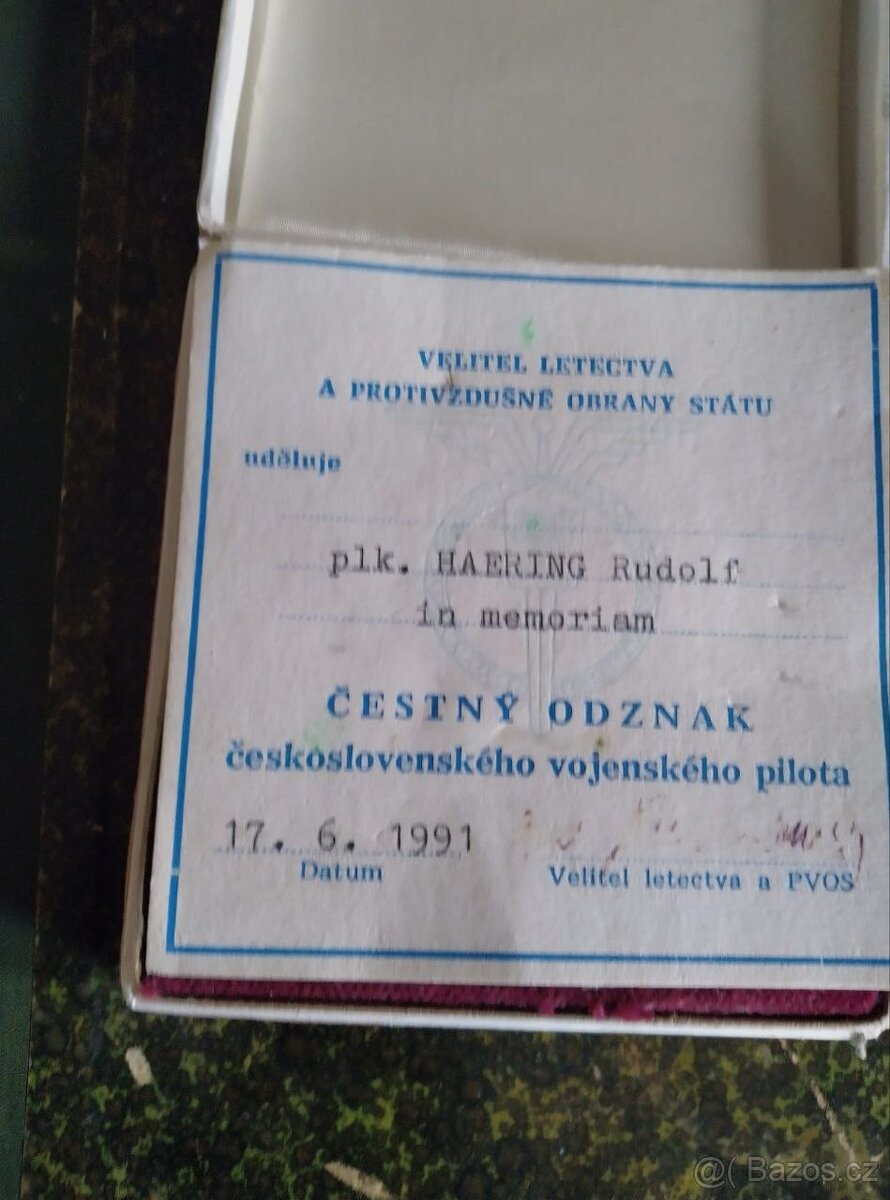 VELITEL LETECTVA
A PROTIVZDUŠNÉ OBRANY STÁTU
uděluje
plk. HAERING Rudolf
in memoriam
ČESTNÝ ODZNAK
československého vojenského pilota
17. 6. 1991
Datum
Velitel letectva a PVOS
@( Bazos.cz